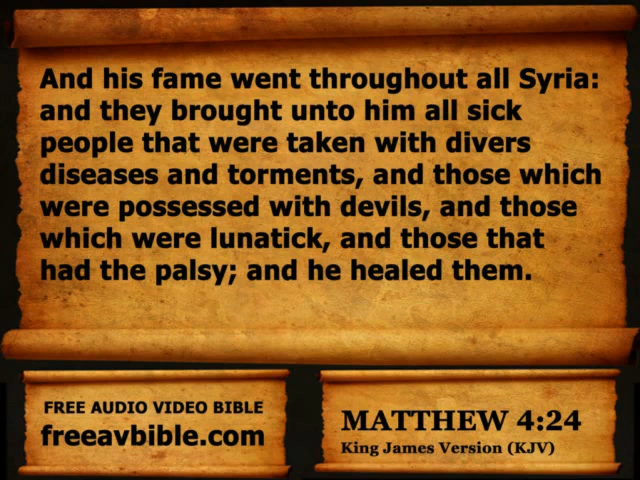 And his fame went throughout all Syria:
and they brought unto him all sick
people that were taken with divers
diseases and torments, and those which
were possessed with devils, and those
which were lunatick, and those that
had the palsy; and he healed them.
FREE AUDIO VIDEO BIBLE
freeavbible.com
MATTHEW 4:24
King James Version (KJV)